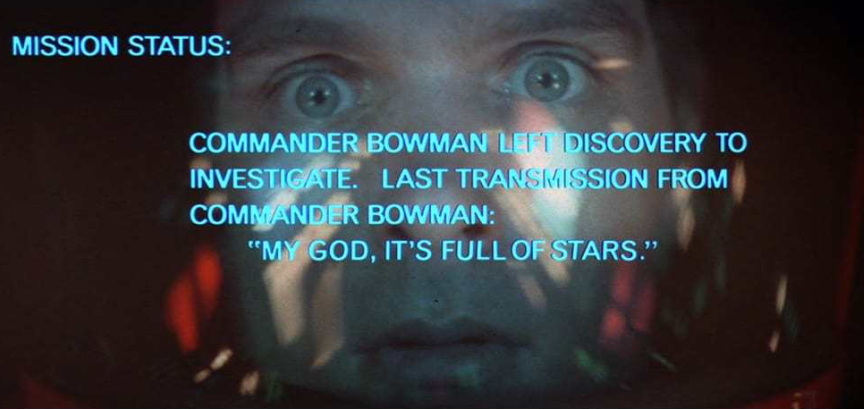 MISSION STATUS:
COMMANDER BOWMAN LEFT DISCOVERY TO
INVESTIGATE. LAST TRANSMISSION FROM
COMMANDER BOWMAN:
“MY GOD, IT'S FULL OF STARS.”